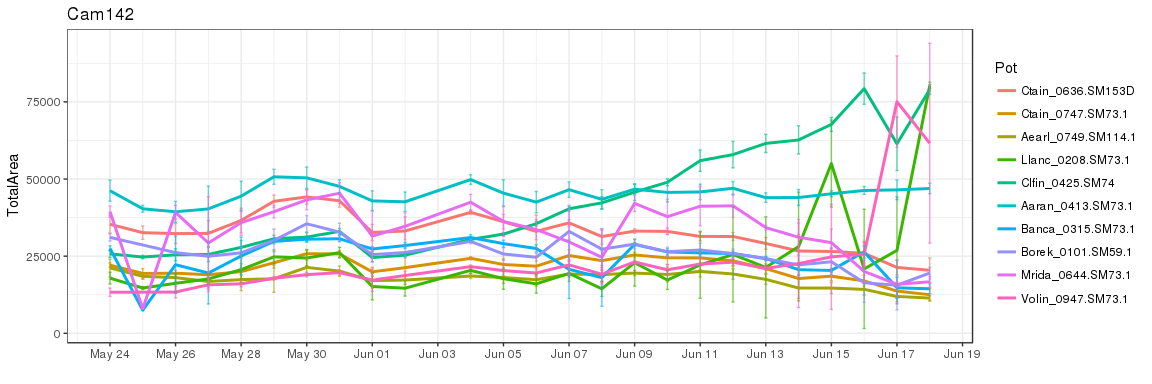 Cam142
TotalArea
75000
50000
25000
0
May 24 May 26 May 28 May 30 Jun 01 Jun 03 Jun 05 Jun 07 Jun 09 Jun 11 Jun 13 Jun 15 Jun 17 Jun 19
Pot
Ctain_0636.SM153D
Ctain_0747.SM73.1
Aearl_0749.SM114.1
Llanc_0208.SM73.1
Clfin_0425.SM74
Aaran_0413.SM73.1
Banca_0315.SM73.1
Borek_0101.SM59.1
Mrida_0644.SM73.1
Volin_0947.SM73.1